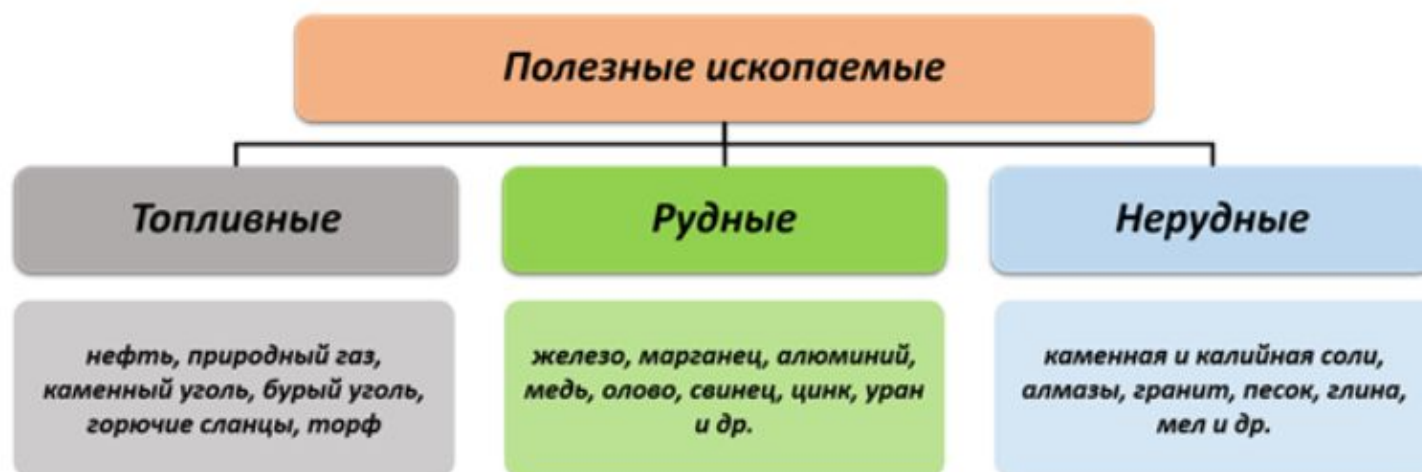 Полезные ископаемые
Топливные
Рудные
Нерудные
нефть, природный газ,
каменный уголь, бурый уголь,
горючие сланцы, торф
железо, марганец, алюминий,
медь, олово, свинец, цинк, уран
и др.
каменная и калийная соли,
алмазы, гранит, песок, глина,
мел и др.